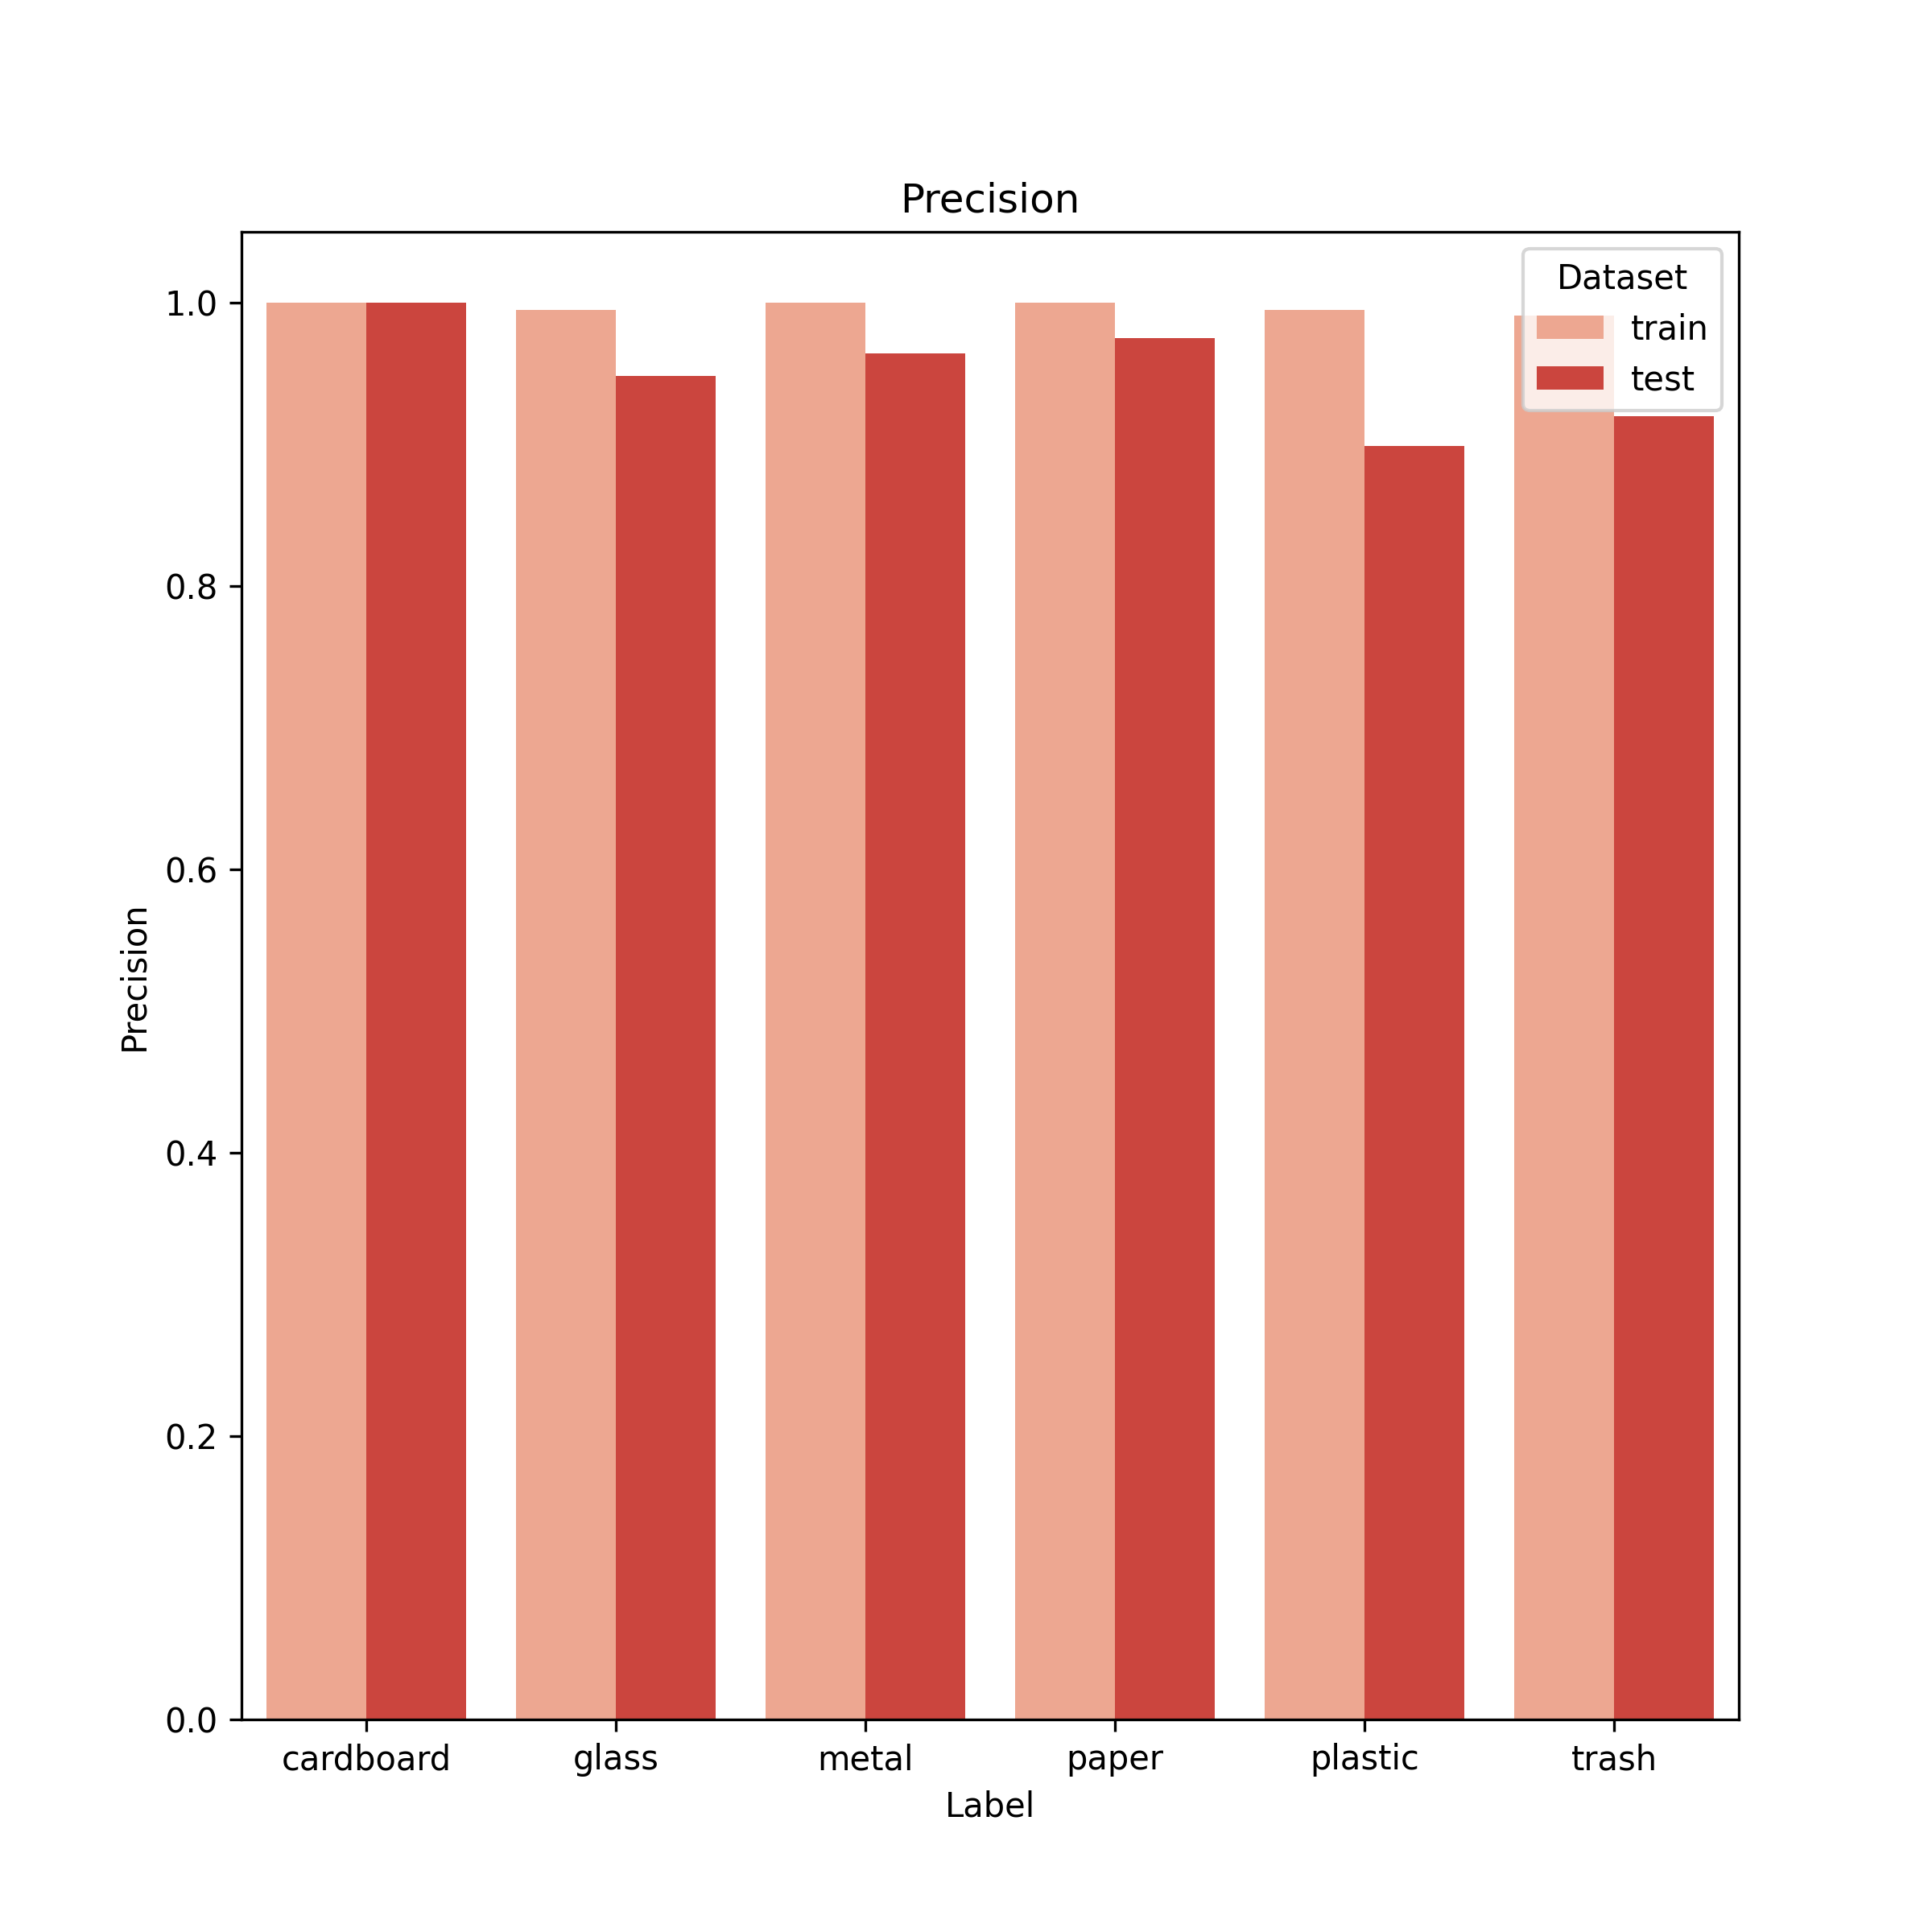 Precision
Dataset
train
test
1.0
0.8
0.6
0.4
0.2
0.0
Precision
cardboard glass metal paper plastic trash
Label